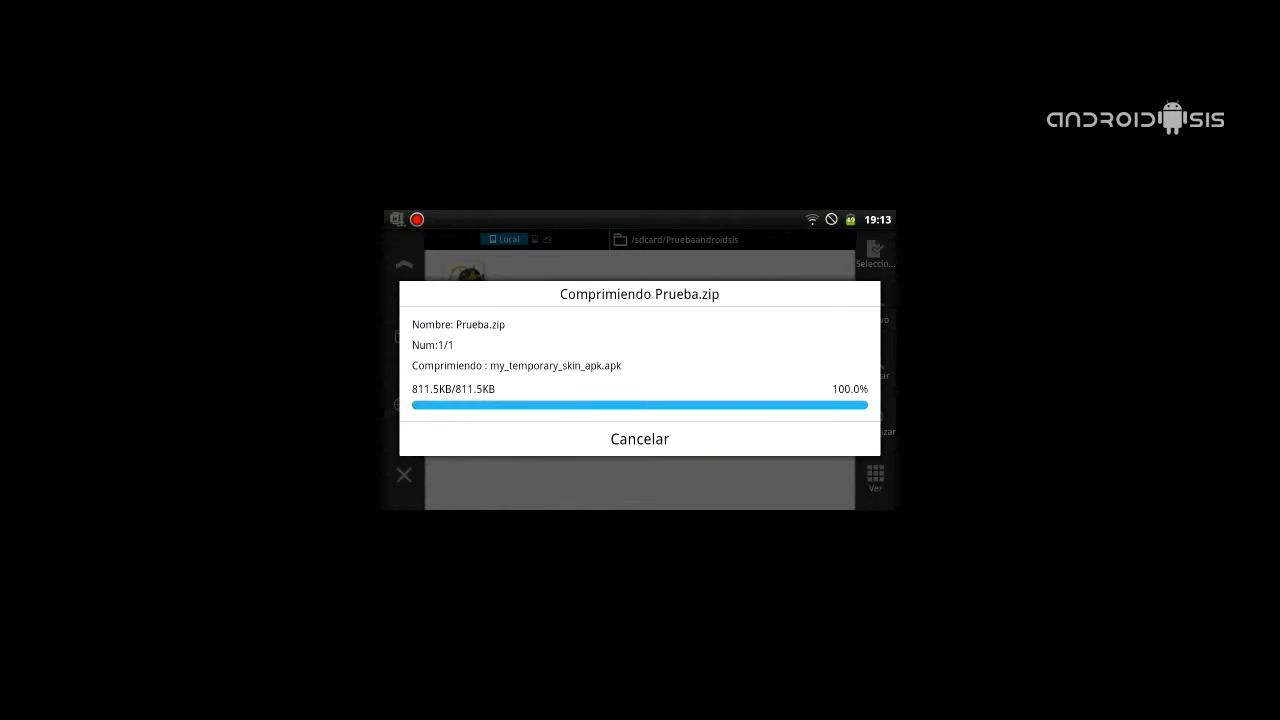 ANDROIDSIS
19:13
Local
/sdcard/Pruebaandroidsis
Seleccio...
Comprimiendo Prueba.zip
Nombre: Prueba.zip
Num:1/1
Comprimiendo : my_temporary_skin_apk.apk
811.5KB/811.5KB 100.0%
Cancelar
Ver